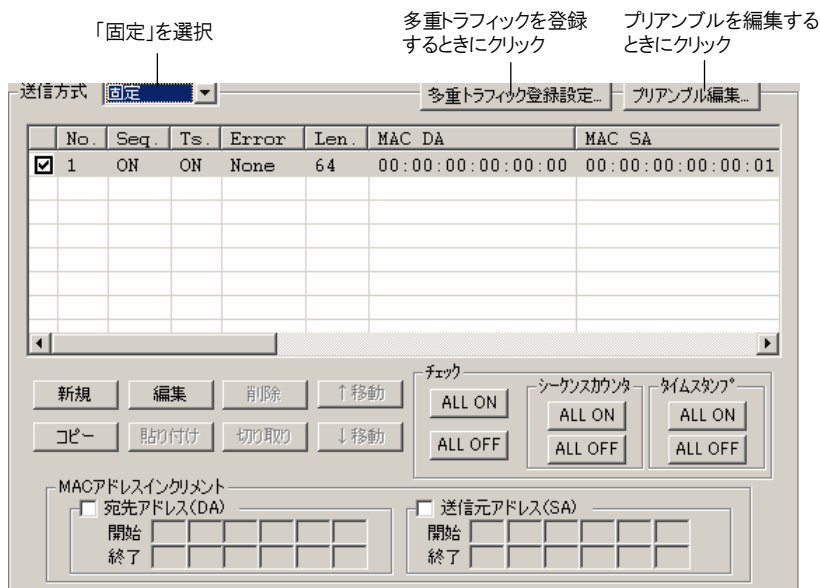 「固定」を選択
多重トラフィックを登録
するときにクリック
プリアンブルを編集する
ときにクリック
送信方式 固定
多重トラフィック登録設定...
プリアンブル編集...
No. Seq. Ts. Error Len. MAC DA MAC SA
1 ON ON None 64 00:00:00:00:00:00 00:00:00:00:00:01
新規 編集 削除 ↑移動
コピー 貼り付け 切り取り ↓移動
チェック
ALL ON
ALL OFF
シーケンスカウンタ
ALL ON
ALL OFF
タイムスタンプ
ALL ON
ALL OFF
MACアドレスインクリメント
宛先アドレス(DA)
開始
終了
送信元アドレス(SA)
開始
終了